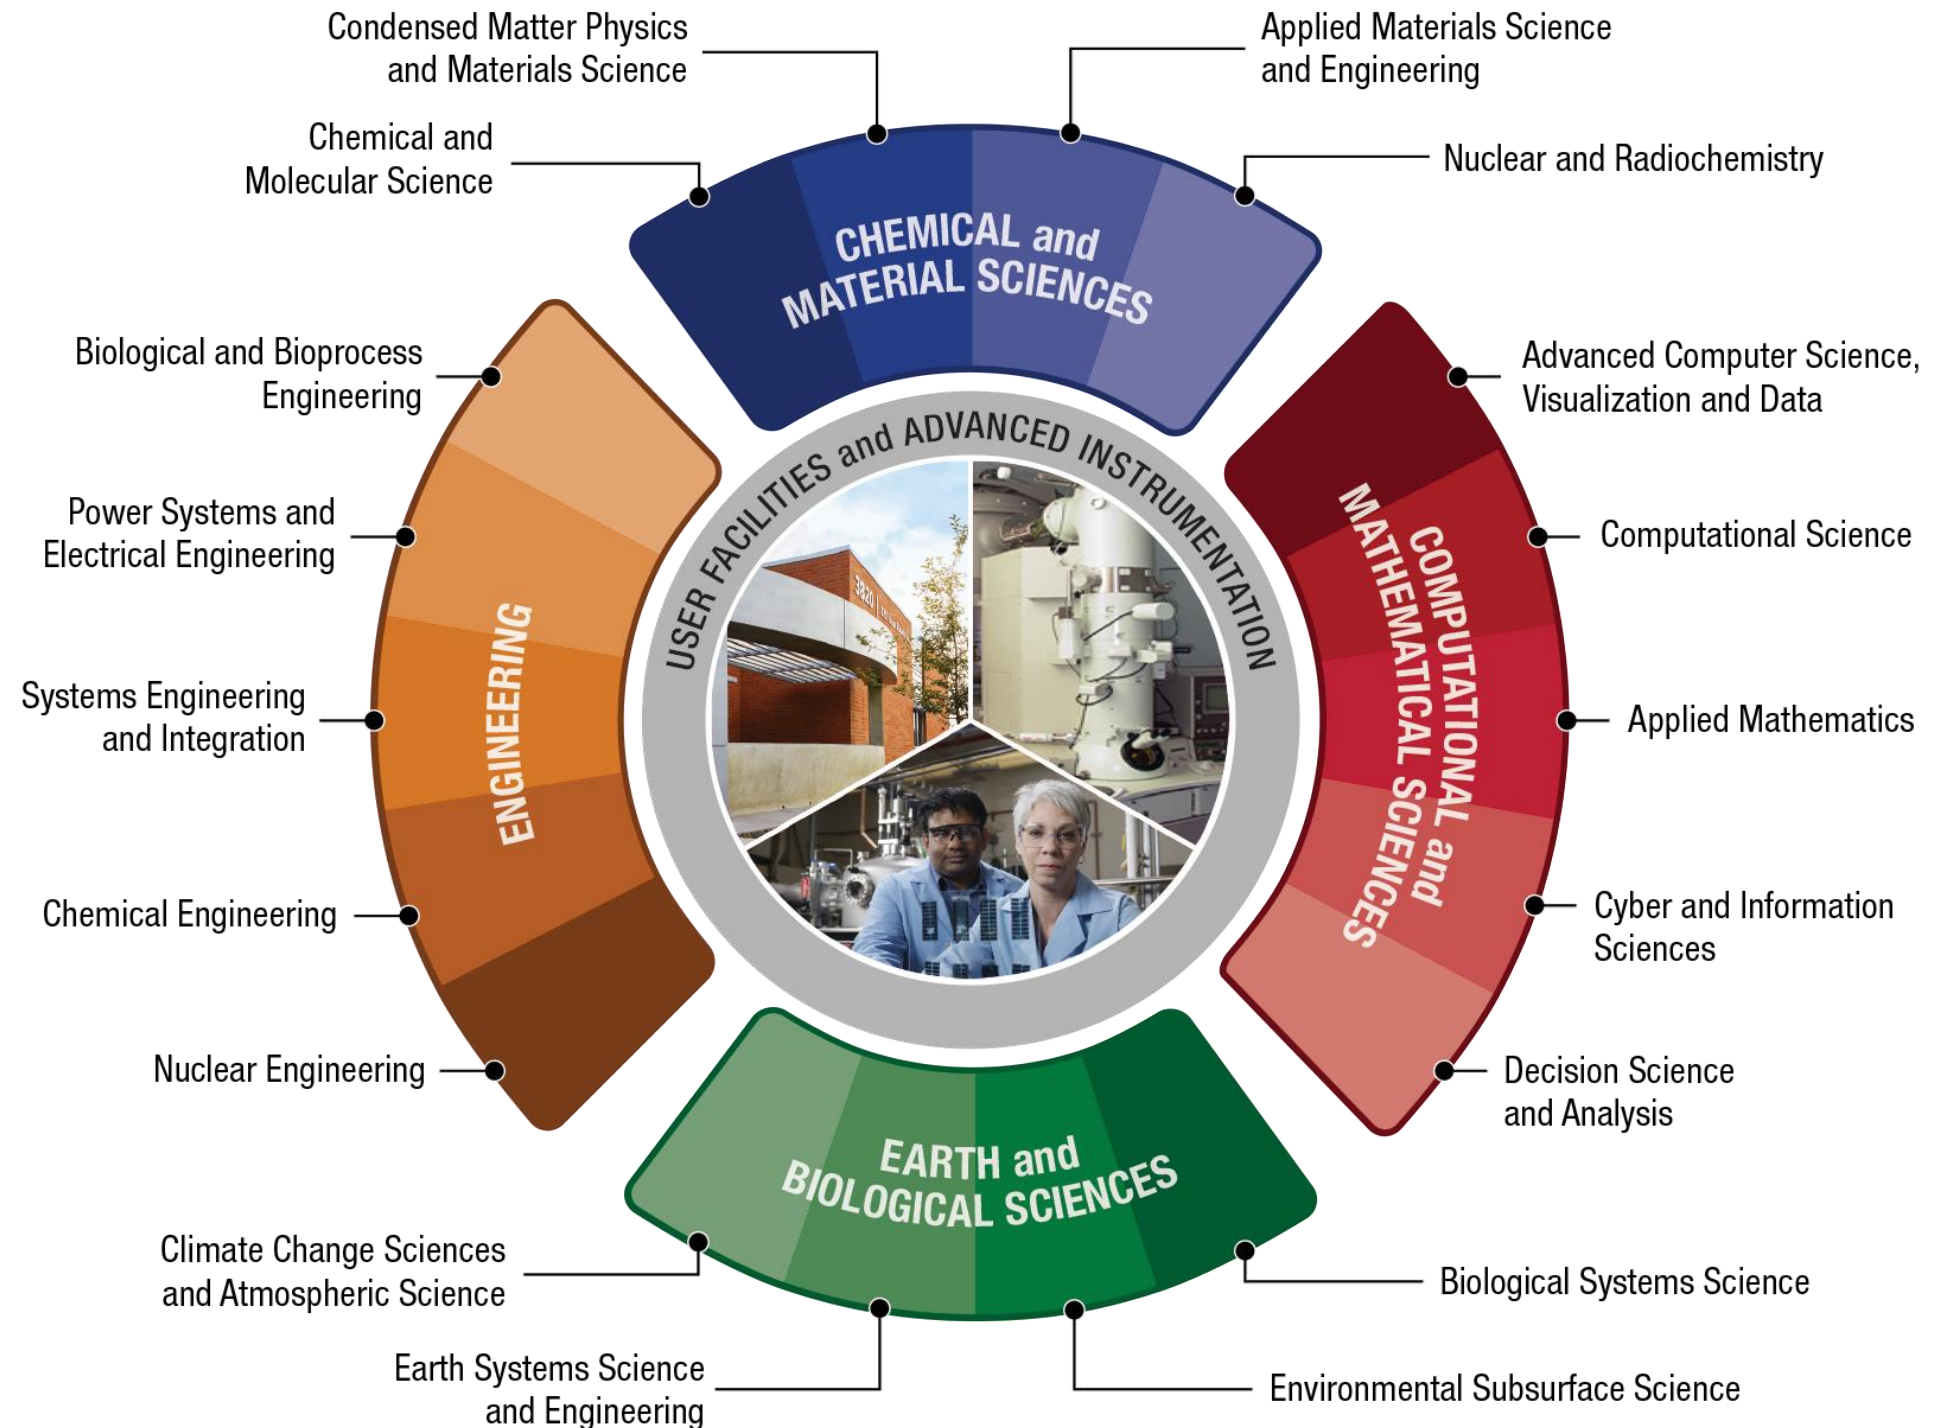 Condensed Matter Physics
and Materials Science
Applied Materials Science
and Engineering
Chemical and
Molecular Science
Nuclear and Radiochemistry
CHEMICAL and
MATERIAL SCIENCES
Biological and Bioprocess
Engineering
Power Systems and
Electrical Engineering
Systems Engineering
and Integration
Chemical Engineering
Nuclear Engineering
ENGINEERING
USER FACILITIES and ADVANCED INSTRUMENTATION
3820
Advanced Computer Science,
Visualization and Data
Computational Science
Applied Mathematics
Cyber and Information
Sciences
Decision Science
and Analysis
COMPUTATIONAL and
MATHEMATICAL SCIENCES
EARTH and
BIOLOGICAL SCIENCES
Climate Change Sciences
and Atmospheric Science
Earth Systems Science
and Engineering
Biological Systems Science
Environmental Subsurface Science